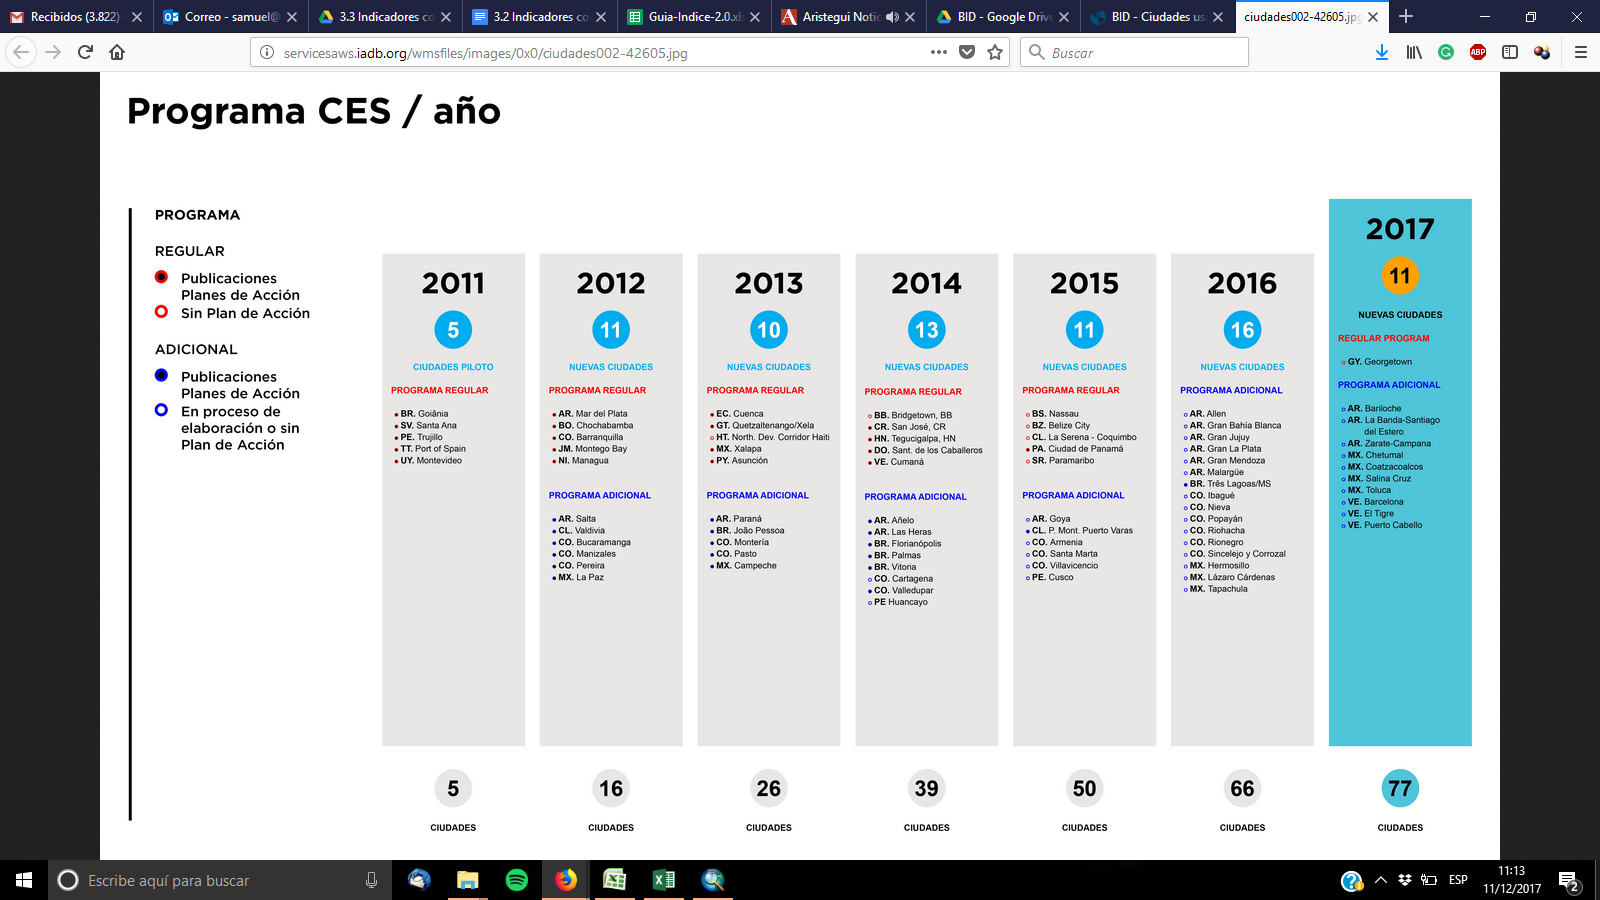 Recibidos (3.822)
Correo - samuel@
3.3 Indicadores co
3.2 Indicadores co
Guia-Indice-2.0.xls
Aristegui Notic
BID - Google Drive
BID - Ciudades us
ciudades002-42605.jpg
servicesaws.iadb.org/wmsfiles/images/0x0/ciudades002-42605.jpg
Buscar
ABP
Programa CES / año
PROGRAMA
REGULAR
Publicaciones
Planes de Acción
Sin Plan de Acción
ADICIONAL
Publicaciones
Planes de Acción
En proceso de
elaboración o sin
Plan de Acción
2011
5
CIUDADES PILOTO
PROGRAMA REGULAR
BR. Goiânia
SV. Santa Ana
PE. Trujillo
TT. Port of Spain
UY. Montevideo
5
CIUDADES
2012
11
NUEVAS CIUDADES
PROGRAMA REGULAR
AR. Mar del Plata
BO. Chochabamba
CO. Barranquilla
JM. Montego Bay
NI. Managua
PROGRAMA ADICIONAL
AR. Salta
CL. Valdivia
CO. Bucaramanga
CO. Manizales
CO. Pereira
MX. La Paz
16
CIUDADES
2013
10
NUEVAS CIUDADES
PROGRAMA REGULAR
EC. Cuenca
GT. Quetzaltenango/Xela
HT. North. Dev. Corridor Haiti
MX. Xalapa
PY. Asunción
PROGRAMA ADICIONAL
AR. Paraná
BR. João Pessoa
CO. Montería
CO. Pasto
MX. Campeche
26
CIUDADES
2014
13
NUEVAS CIUDADES
PROGRAMA REGULAR
BB. Bridgetown, BB
CR. San José, CR
HN. Tegucigalpa, HN
DO. Sant. de los Caballeros
VE. Cumaná
PROGRAMA ADICIONAL
AR. Añelo
AR. Las Heras
BR. Florianópolis
BR. Palmas
BR. Vitoria
CO. Cartagena
CO. Valledupar
PE Huancayo
39
CIUDADES
2015
11
NUEVAS CIUDADES
PROGRAMA REGULAR
BS. Nassau
BZ. Belize City
CL. La Serena - Coquimbo
PA. Ciudad de Panamá
SR. Paramaribo
PROGRAMA ADICIONAL
AR. Goya
CL. P. Mont. Puerto Varas
CO. Armenia
CO. Santa Marta
CO. Villavicencio
PE. Cusco
50
CIUDADES
2016
16
NUEVAS CIUDADES
PROGRAMA ADICIONAL
AR. Allen
AR. Gran Bahía Blanca
AR. Gran Jujuy
AR. Gran La Plata
AR. Gran Mendoza
AR. Malargüe
BR. Três Lagoas/MS
CO. Ibagué
CO. Nieva
CO. Popayán
CO. Riohacha
CO. Rionegro
CO. Sincelejo y Corrozal
MX. Hermosillo
MX. Lázaro Cárdenas
MX. Tapachula
66
CIUDADES
2017
11
NUEVAS CIUDADES
REGULAR PROGRAM
GY. Georgetown
PROGRAMA ADICIONAL
AR. Bariloche
AR. La Banda-Santiago
del Estero
AR. Zarate-Campana
MX. Chetumal
MX. Coatzacoalcos
MX. Salina Cruz
MX. Toluca
VE. Barcelona
VE. El Tigre
VE. Puerto Cabello
77
CIUDADES
Escribe aquí para buscar
ESP
11:13
11/12/2017
2